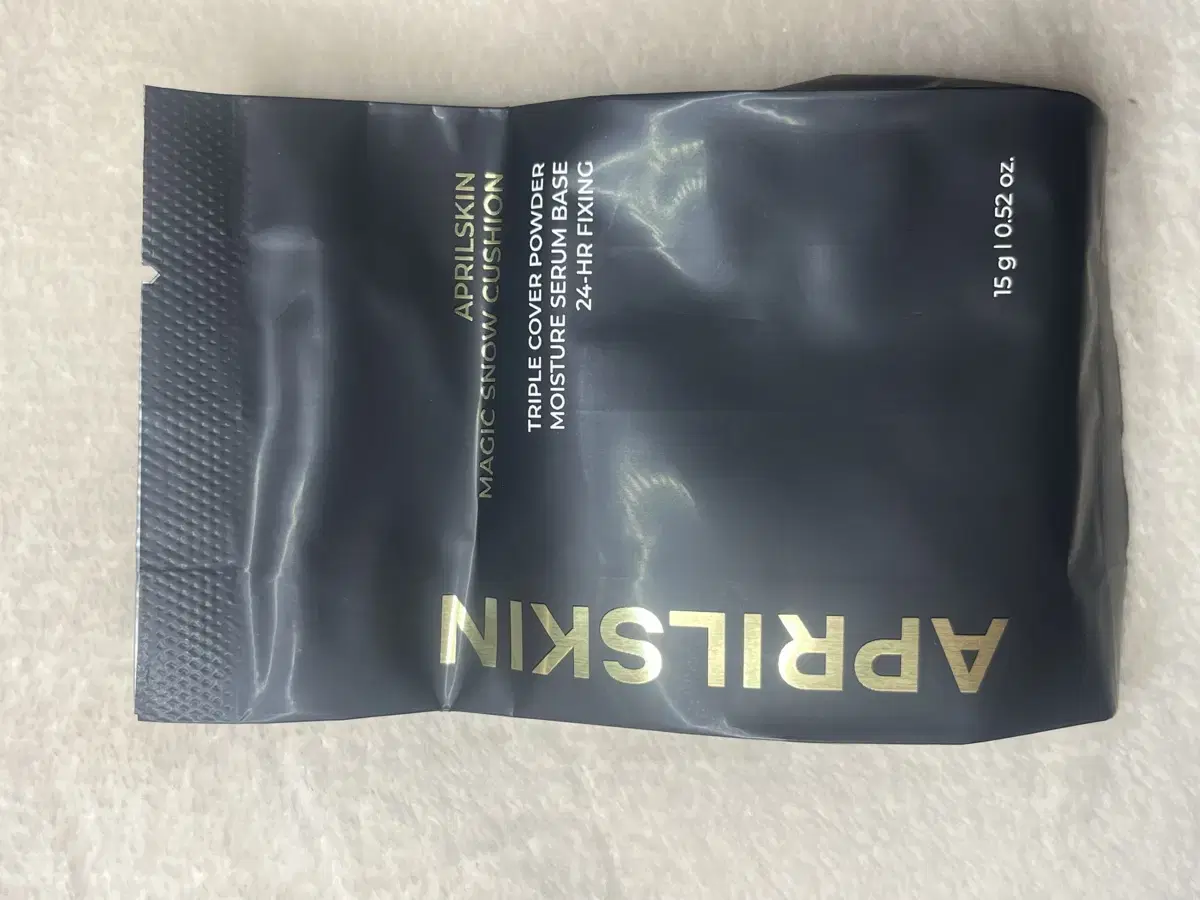 APRILSKIN
MAGIC SNOW CUSHION
TRIPLE COVER POWDER
MOISTURE SERUM BASE
24-HR FIXING
15 g | 0.52 oz.
APRILSKIN